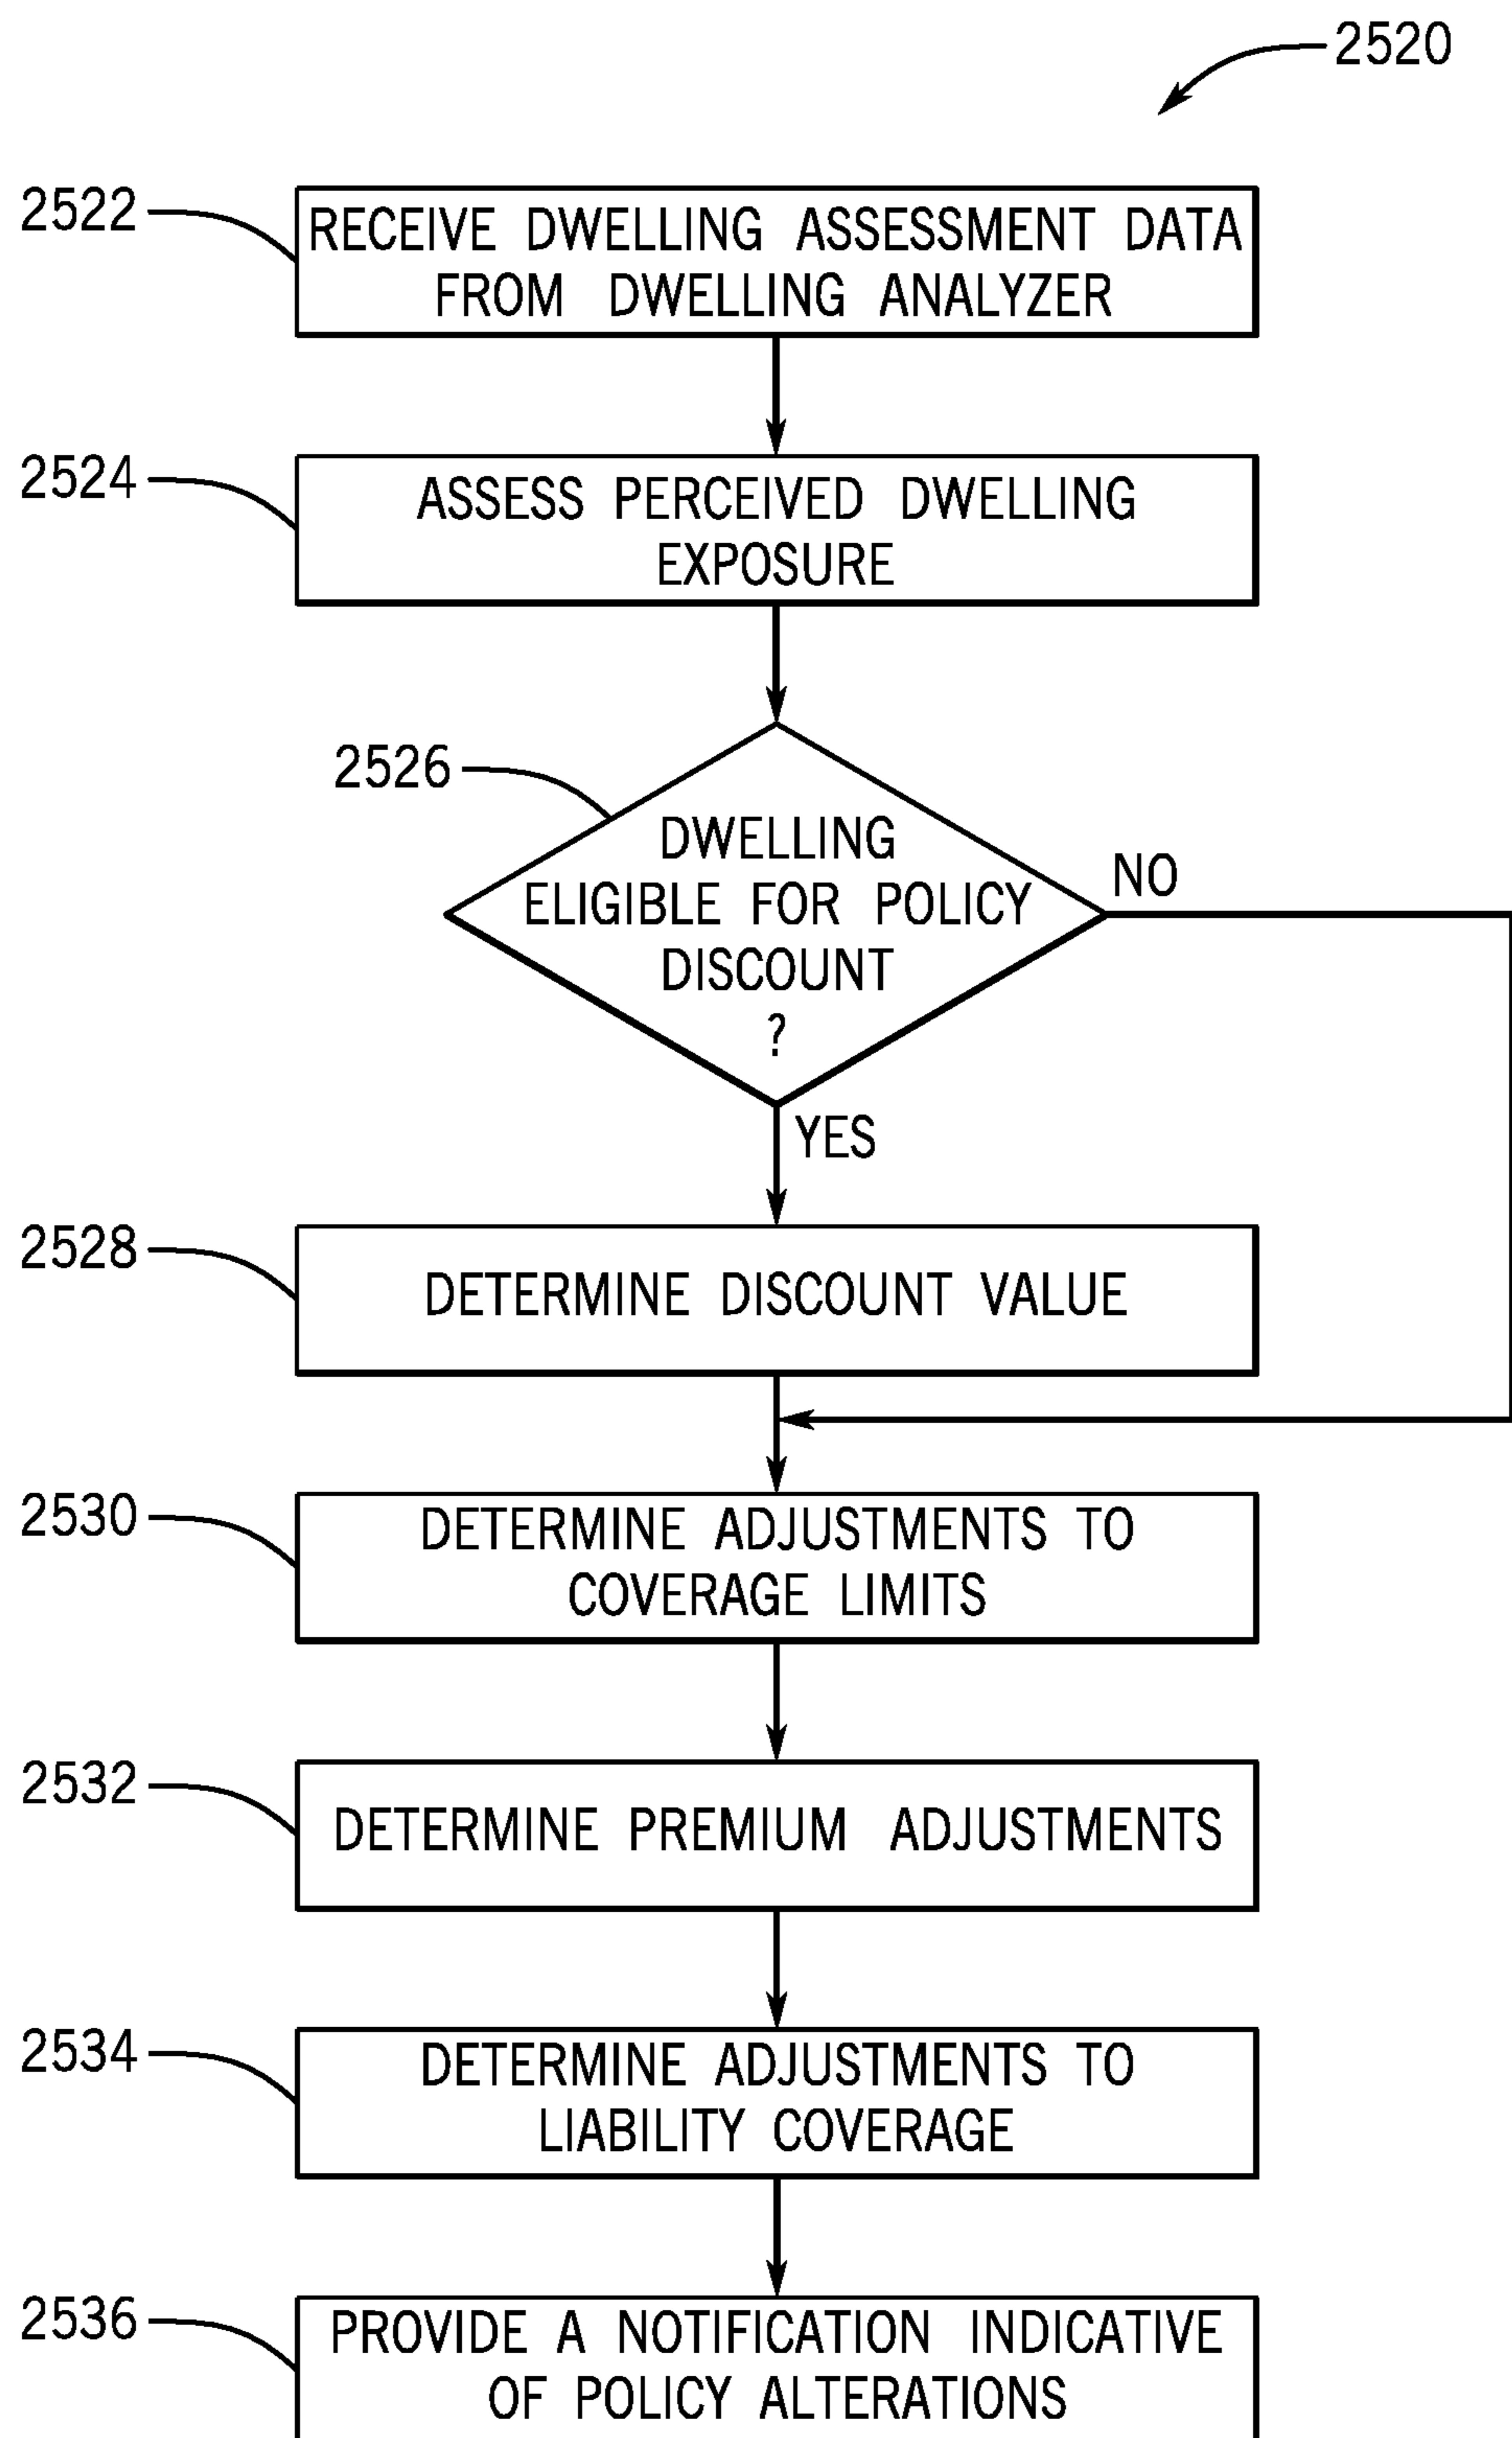 2520
2522
RECEIVE DWELLING ASSESSMENT DATA
FROM DWELLING ANALYZER
2524
ASSESS PERCEIVED DWELLING
EXPOSURE
2526
DWELLING
ELIGIBLE FOR POLICY
DISCOUNT
?
NO
YES
2528
DETERMINE DISCOUNT VALUE
2530
DETERMINE ADJUSTMENTS TO
COVERAGE LIMITS
2532
DETERMINE PREMIUM ADJUSTMENTS
2534
DETERMINE ADJUSTMENTS TO
LIABILITY COVERAGE
2536
PROVIDE A NOTIFICATION INDICATIVE
OF POLICY ALTERATIONS